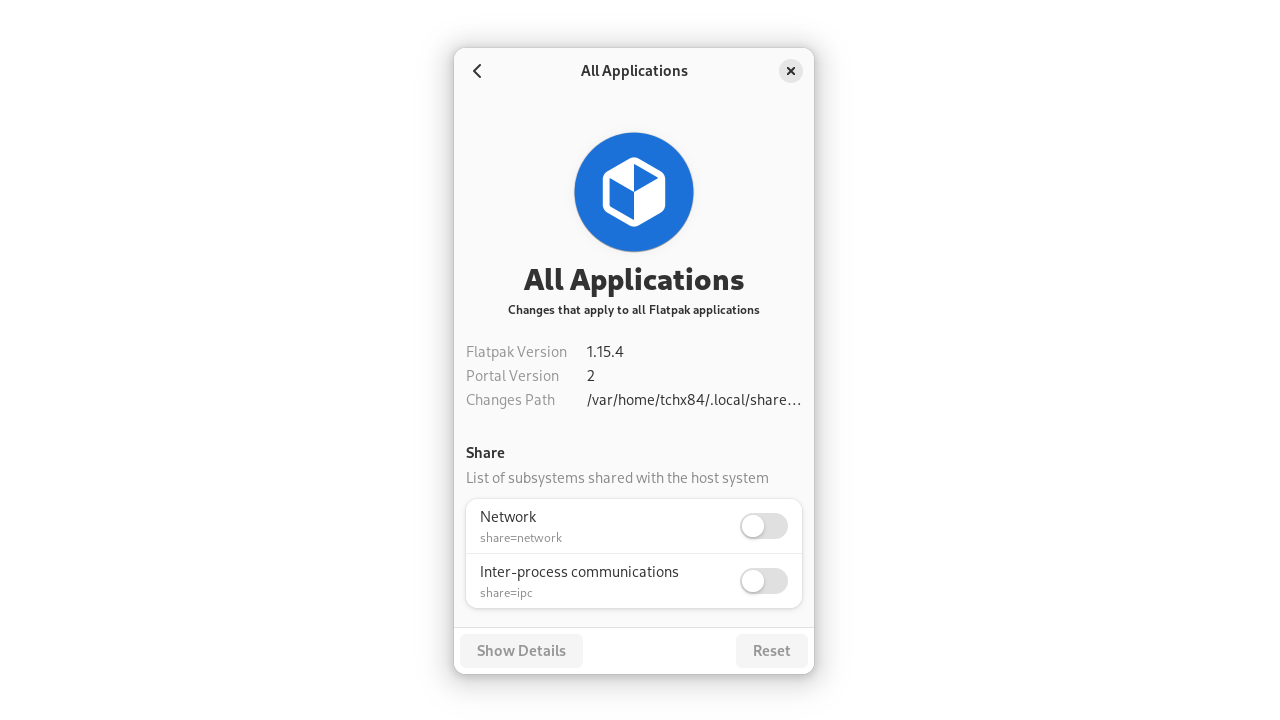 All Applications
All Applications
Changes that apply to all Flatpak applications
Flatpak Version 1.15.4
Portal Version 2
Changes Path /var/home/tchx84/.local/share…
Share
List of subsystems shared with the host system
Network
share=network
Inter-process communications
share=ipc
Show Details Reset